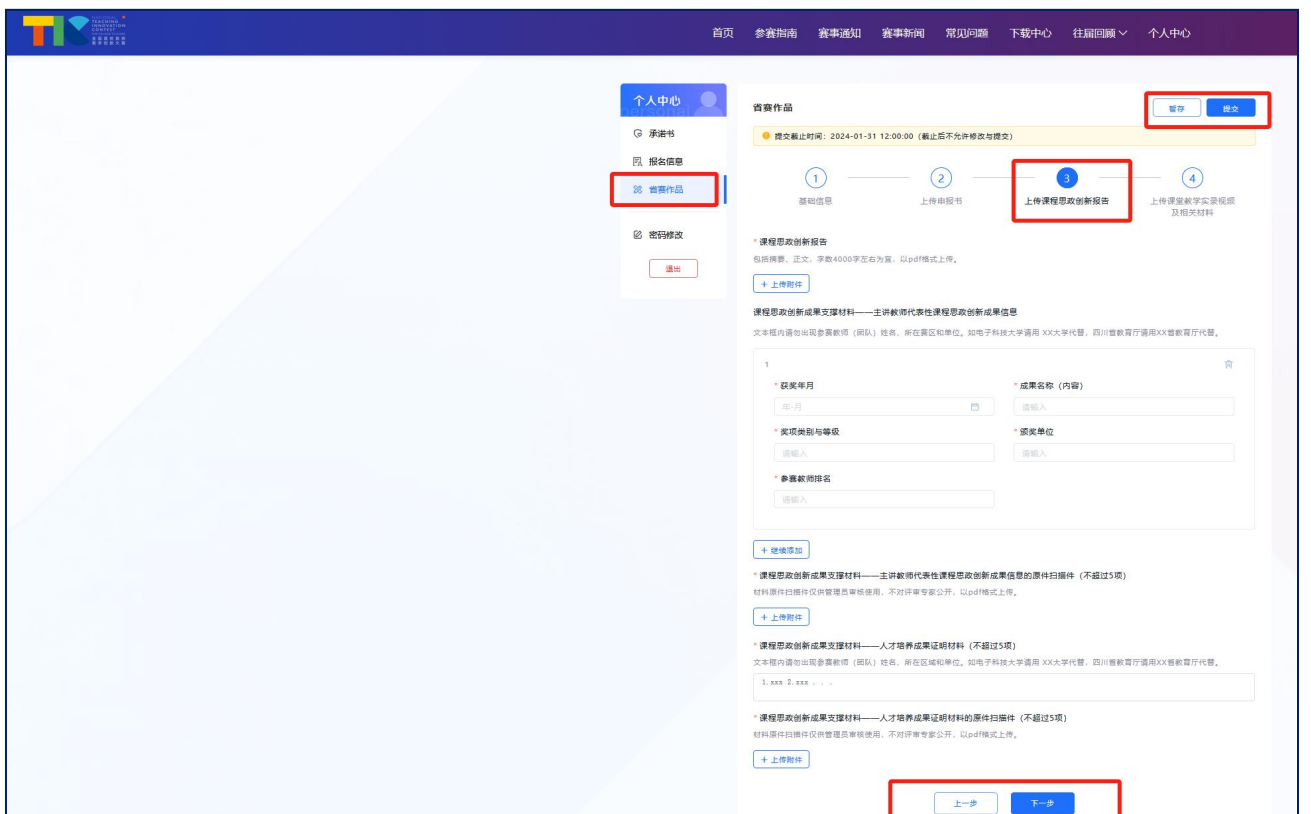 TEACHING
INNOVATION
CONTEST
首页 参赛指南 赛事通知 赛事新闻 常见问题 下载中心 往届回顾 个人中心
个人中心
personal
承诺书
报名信息
省赛作品
密码修改
退出
省赛作品
暂存 提交
提交截止时间：2024-01-31 12:00:00（截止后不允许修改与提交）
1 2 3 4
基础信息 上传申报书 上传课程思政创新报告 上传课堂教学实录视频
及相关材料
* 课程思政创新报告
包括摘要、正文，字数4000字左右为宜，以pdf格式上传。
+ 上传附件
课程思政创新成果支撑材料——主讲教师代表性课程思政创新成果信息
文本框内请勿出现参赛教师（团队）姓名、所在赛区和单位。如电子科技大学请用 XX大学代替，四川省教育厅请用XX省教育厅代替。
1
* 获奖年月 * 成果名称（内容）
年-月 请输入
* 奖项类别与等级 * 颁奖单位
请输入 请输入
* 参赛教师排名
请输入
+ 继续添加
* 课程思政创新成果支撑材料——主讲教师代表性课程思政创新成果信息的原件扫描件（不超过5项）
材料原件扫描件仅供管理员审核使用，不对评审专家公开，以pdf格式上传。
+ 上传附件
* 课程思政创新成果支撑材料——人才培养成果证明材料（不超过5项）
文本框内请勿出现参赛教师（团队）姓名、所在区域和单位。如电子科技大学请用 XX大学代替，四川省教育厅请用XX省教育厅代替。
1.xxx 2.xxx . . .
* 课程思政创新成果支撑材料——人才培养成果证明材料的原件扫描件（不超过5项）
材料原件扫描件仅供管理员审核使用，不对评审专家公开，以pdf格式上传。
+ 上传附件
上一步 下一步